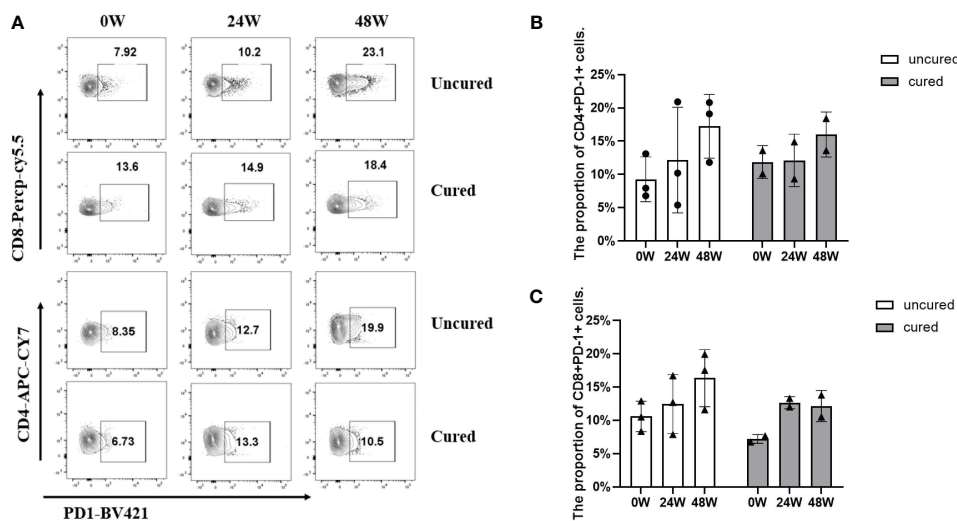 A
0W 24W 48W
7.92 10.2 23.1
Uncured
13.6 14.9 18.4
Cured
CD8-Percp-cy5.5
8.35 12.7 19.9
Uncured
6.73 13.3 10.5
Cured
CD4-APC-CY7
PD1-BV421
B
uncured
cured
The proportion of CD4+PD-1+ cells.
25%
20%
15%
10%
5%
0%
0W 24W 48W 0W 24W 48W
C
uncured
cured
The proportion of CD8+PD-1+ cells.
25%
20%
15%
10%
5%
0%
0W 24W 48W 0W 24W 48W